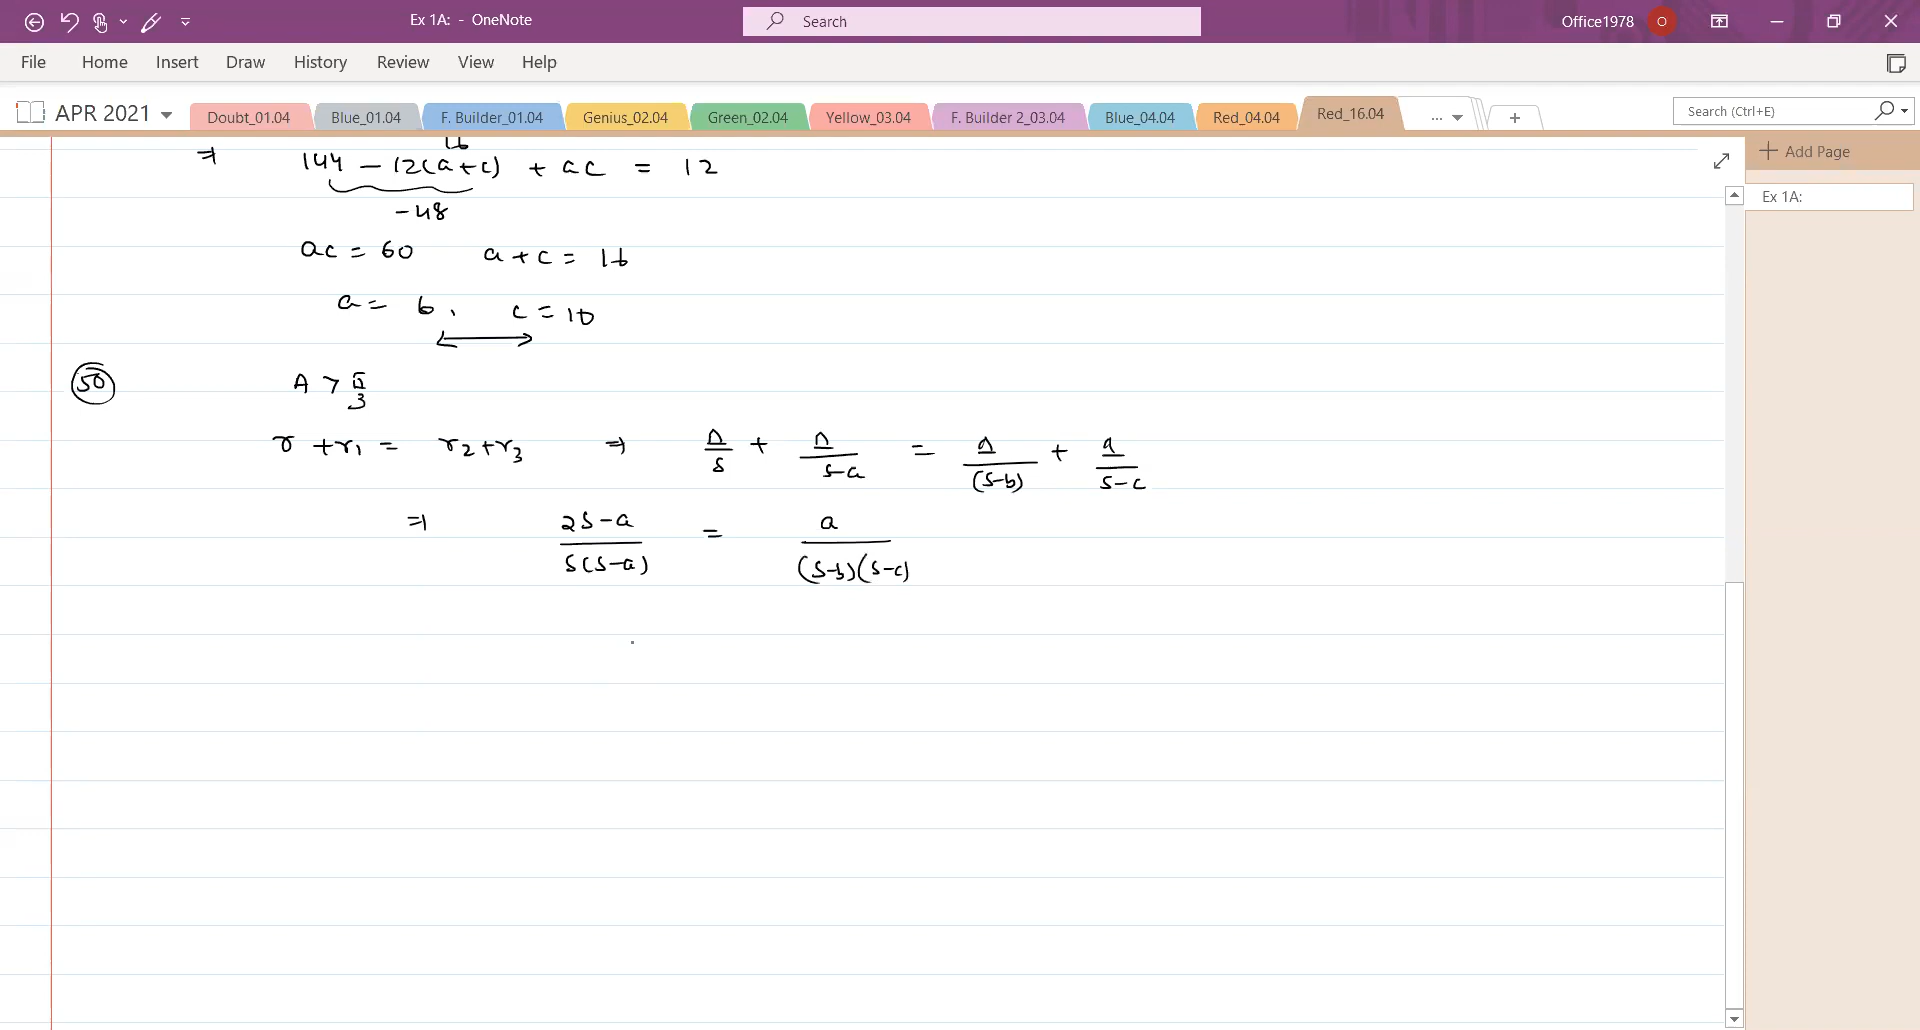 Ex 1A: - OneNote
Search
Office1978
O
File Home Insert Draw History Review View Help
APR 2021
Doubt_01.04
Blue_01.04
F. Builder_01.04
Genius_02.04
Green_02.04
Yellow_03.04
F. Builder 2_03.04
Blue_04.04
Red_04.04
Red_16.04
...
+
Search (Ctrl+E)
+ Add Page
Ex 1A:
16
⇒ 144 - 12(a+c) + ac = 12
-48
ac = 60 a + c = 16
a = 6, c = 10
50 A > π/3
r + r1 = r2 + r3 ⇒ Δ/s + Δ/s-a = Δ/(s-b) + Δ/s-c
⇒ 2s-a/s(s-a) = a/(s-b)(s-c)